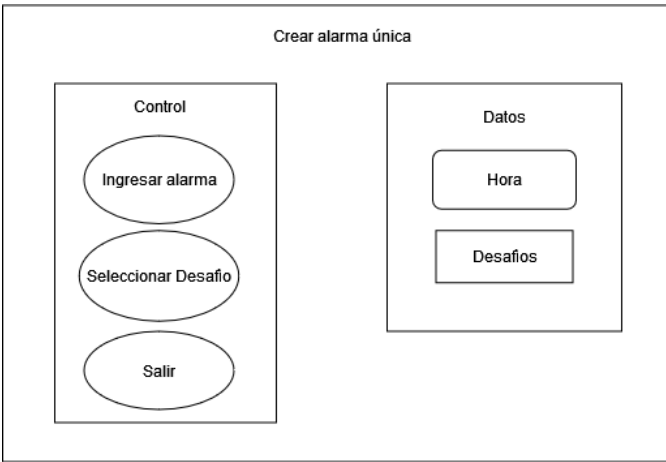 Crear alarma única
Control
Ingresar alarma
Seleccionar Desafio
Salir
Datos
Hora
Desafios